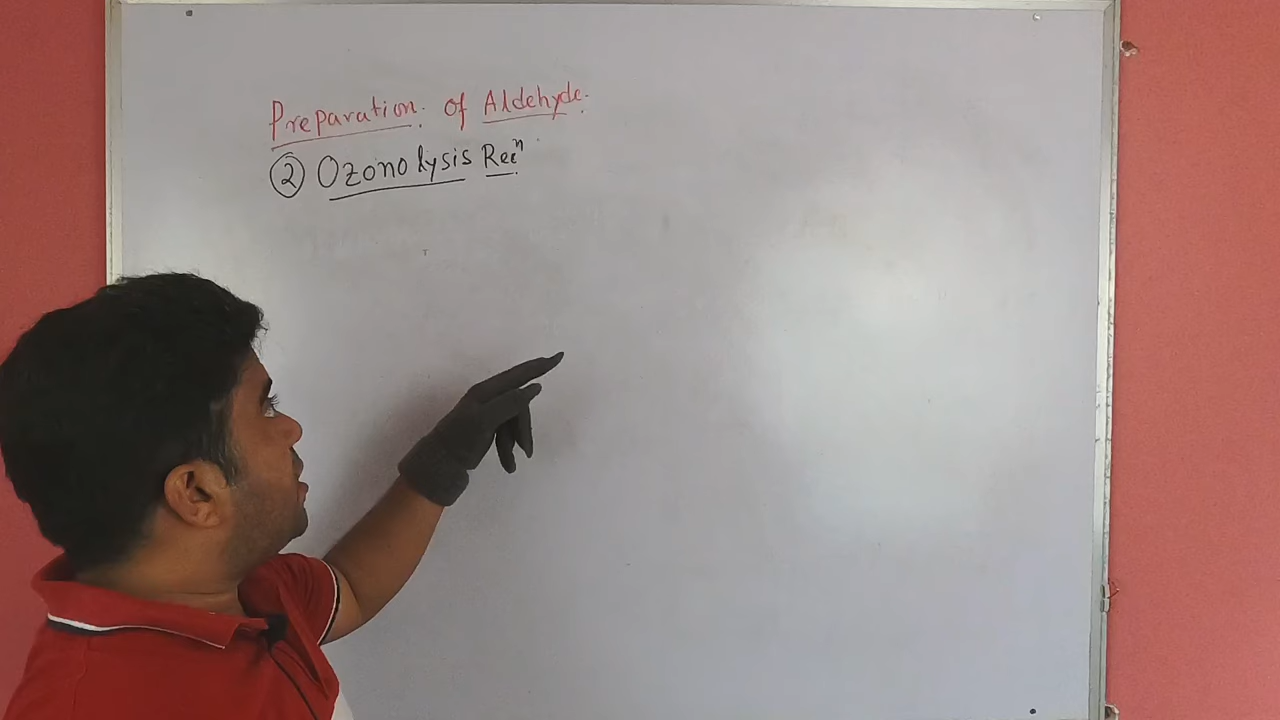 Preparation. of Aldehyde.
② Ozonolysis Recⁿ